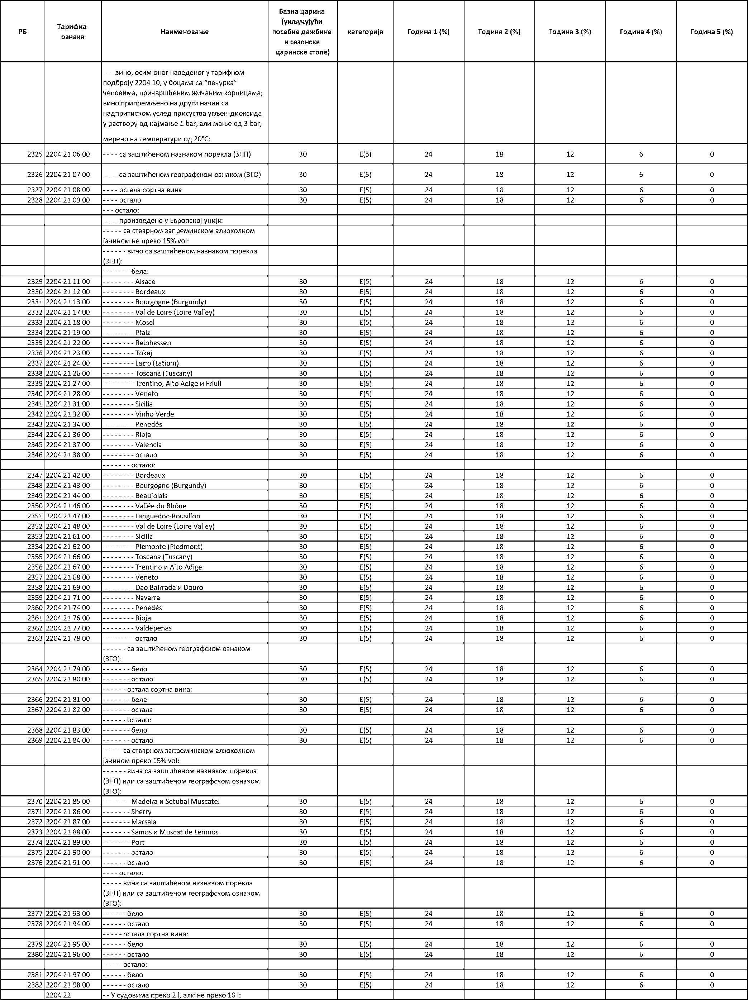 РБ Тарифна ознака Наименовање Базна царина (укључујући посебне дажбине и сезонске царинске стопе) категорија Година 1 (%) Година 2 (%) Година 3 (%) Година 4 (%) Година 5 (%)
- - - вино, осим оног наведеног у тарифном
подброју 2204 10, у боцама са “печурка”
чеповима, причвршћеним жичаним корпицама;
вино припремљено на други начин са
надпритиском услед присуства угљен-диоксида
у раствору од најмање 1 bar, али мање од 3 bar,
мерено на температури од 20°C:
2325 2204 21 06 00 - - - - са заштићеном назнаком порекла (ЗНП) 30 E(5) 24 18 12 6 0
2326 2204 21 07 00 - - - - са заштићеном географском ознаком (ЗГО) 30 E(5) 24 18 12 6 0
2327 2204 21 08 00 - - - - остала сортна вина 30 E(5) 24 18 12 6 0
2328 2204 21 09 00 - - - - остало 30 E(5) 24 18 12 6 0
- - - остало:
- - - - произведено у Европској унији:
- - - - - са стварном запреминском алкохолном
јачином не преко 15% vol:
- - - - - - вино са заштићеном назнаком порекла
(ЗНП):
- - - - - - - бела:
2329 2204 21 11 00 - - - - - - - - Alsace 30 E(5) 24 18 12 6 0
2330 2204 21 12 00 - - - - - - - - Bordeaux 30 E(5) 24 18 12 6 0
2331 2204 21 13 00 - - - - - - - - Bourgogne (Burgundy) 30 E(5) 24 18 12 6 0
2332 2204 21 17 00 - - - - - - - - Val de Loire (Loire Valley) 30 E(5) 24 18 12 6 0
2333 2204 21 18 00 - - - - - - - - Mosel 30 E(5) 24 18 12 6 0
2334 2204 21 19 00 - - - - - - - - Pfalz 30 E(5) 24 18 12 6 0
2335 2204 21 22 00 - - - - - - - - Reinhessen 30 E(5) 24 18 12 6 0
2336 2204 21 23 00 - - - - - - - - Tokaj 30 E(5) 24 18 12 6 0
2337 2204 21 24 00 - - - - - - - - Lazio (Latium) 30 E(5) 24 18 12 6 0
2338 2204 21 26 00 - - - - - - - - Toscana (Tuscany) 30 E(5) 24 18 12 6 0
2339 2204 21 27 00 - - - - - - - - Trentino, Alto Adige и Friuli 30 E(5) 24 18 12 6 0
2340 2204 21 28 00 - - - - - - - - Veneto 30 E(5) 24 18 12 6 0
2341 2204 21 31 00 - - - - - - - - Sicilia 30 E(5) 24 18 12 6 0
2342 2204 21 32 00 - - - - - - - - Vinho Verde 30 E(5) 24 18 12 6 0
2343 2204 21 34 00 - - - - - - - - Penedés 30 E(5) 24 18 12 6 0
2344 2204 21 36 00 - - - - - - - - Rioja 30 E(5) 24 18 12 6 0
2345 2204 21 37 00 - - - - - - - - Valencia 30 E(5) 24 18 12 6 0
2346 2204 21 38 00 - - - - - - - - остало 30 E(5) 24 18 12 6 0
- - - - - - - остало:
2347 2204 21 42 00 - - - - - - - - Bordeaux 30 E(5) 24 18 12 6 0
2348 2204 21 43 00 - - - - - - - - Bourgogne (Burgundy) 30 E(5) 24 18 12 6 0
2349 2204 21 44 00 - - - - - - - - Beaujolais 30 E(5) 24 18 12 6 0
2350 2204 21 46 00 - - - - - - - - Vallée du Rhône 30 E(5) 24 18 12 6 0
2351 2204 21 47 00 - - - - - - - - Languedoc-Rousillon 30 E(5) 24 18 12 6 0
2352 2204 21 48 00 - - - - - - - - Val de Loire (Loire Valley) 30 E(5) 24 18 12 6 0
2353 2204 21 61 00 - - - - - - - - Sicilia 30 E(5) 24 18 12 6 0
2354 2204 21 62 00 - - - - - - - - Piemonte (Piedmont) 30 E(5) 24 18 12 6 0
2355 2204 21 66 00 - - - - - - - - Toscana (Tuscany) 30 E(5) 24 18 12 6 0
2356 2204 21 67 00 - - - - - - - - Trentino и Alto Adige 30 E(5) 24 18 12 6 0
2357 2204 21 68 00 - - - - - - - - Veneto 30 E(5) 24 18 12 6 0
2358 2204 21 69 00 - - - - - - - - Dao Bairrada и Douro 30 E(5) 24 18 12 6 0
2359 2204 21 71 00 - - - - - - - - Navarra 30 E(5) 24 18 12 6 0
2360 2204 21 74 00 - - - - - - - - Penedés 30 E(5) 24 18 12 6 0
2361 2204 21 76 00 - - - - - - - - Rioja 30 E(5) 24 18 12 6 0
2362 2204 21 77 00 - - - - - - - - Valdepenas 30 E(5) 24 18 12 6 0
2363 2204 21 78 00 - - - - - - - - остало 30 E(5) 24 18 12 6 0
- - - - - - са заштићеном географском ознаком
(ЗГО):
2364 2204 21 79 00 - - - - - - - бело 30 E(5) 24 18 12 6 0
2365 2204 21 80 00 - - - - - - - остало 30 E(5) 24 18 12 6 0
- - - - - - остала сортна вина:
2366 2204 21 81 00 - - - - - - - бела 30 E(5) 24 18 12 6 0
2367 2204 21 82 00 - - - - - - - остала 30 E(5) 24 18 12 6 0
- - - - - - остало:
2368 2204 21 83 00 - - - - - - - бело 30 E(5) 24 18 12 6 0
2369 2204 21 84 00 - - - - - - - остало 30 E(5) 24 18 12 6 0
- - - - - са стварном запреминском алкохолном
јачином преко 15% vol:
- - - - - - вина са заштићеном назнаком порекла
(ЗНП) или са заштићеном географском ознаком
(ЗГО):
2370 2204 21 85 00 - - - - - - - Madeira и Setubal Muscatel 30 E(5) 24 18 12 6 0
2371 2204 21 86 00 - - - - - - - Sherry 30 E(5) 24 18 12 6 0
2372 2204 21 87 00 - - - - - - - Marsala 30 E(5) 24 18 12 6 0
2373 2204 21 88 00 - - - - - - - Samos и Muscat de Lemnos 30 E(5) 24 18 12 6 0
2374 2204 21 89 00 - - - - - - - Port 30 E(5) 24 18 12 6 0
2375 2204 21 90 00 - - - - - - - остало 30 E(5) 24 18 12 6 0
2376 2204 21 91 00 - - - - - - остало 30 E(5) 24 18 12 6 0
- - - - остало:
- - - - - вина са заштићеном назнаком порекла
(ЗНП) или са заштићеном географском ознаком
(ЗГО):
2377 2204 21 93 00 - - - - - - бело 30 E(5) 24 18 12 6 0
2378 2204 21 94 00 - - - - - - остало 30 E(5) 24 18 12 6 0
- - - - - остала сортна вина:
2379 2204 21 95 00 - - - - - - бело 30 E(5) 24 18 12 6 0
2380 2204 21 96 00 - - - - - - остало 30 E(5) 24 18 12 6 0
- - - - - остало:
2381 2204 21 97 00 - - - - - - бело 30 E(5) 24 18 12 6 0
2382 2204 21 98 00 - - - - - - остало 30 E(5) 24 18 12 6 0
2204 22 - - У судовима преко 2 l, али не преко 10 l: